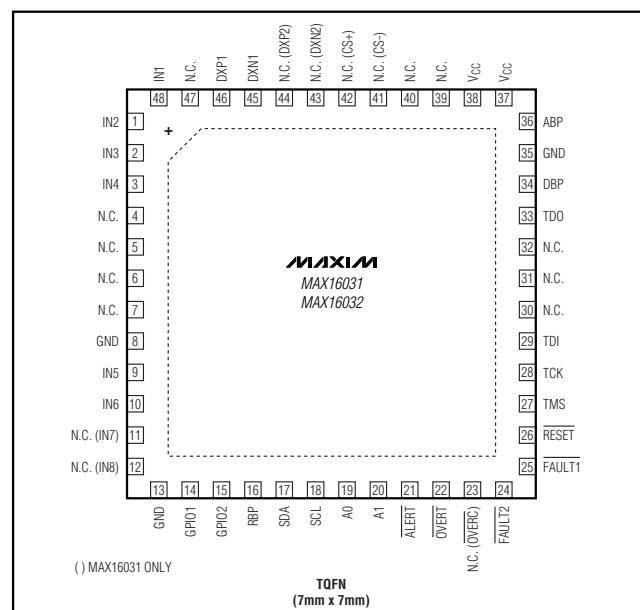 IN1
N.C.
DXP1
DXN1
N.C. (DXP2)
N.C. (DXN2)
N.C. (CS+)
N.C. (CS-)
N.C.
N.C.
VCC
VCC
48 47 46 45 44 43 42 41 40 39 38 37
IN2 1
IN3 2
IN4 3
N.C. 4
N.C. 5
N.C. 6
N.C. 7
GND 8
IN5 9
IN6 10
N.C. (IN7) 11
N.C. (IN8) 12
+
MAXIM
MAX16031
MAX16032
36 ABP
35 GND
34 DBP
33 TDO
32 N.C.
31 N.C.
30 N.C.
29 TDI
28 TCK
27 TMS
26 RESET
25 FAULT1
13 14 15 16 17 18 19 20 21 22 23 24
GND
GPIO1
GPIO2
RBP
SDA
SCL
A0
A1
ALERT
OVERT
N.C. (OVERC)
FAULT2
( ) MAX16031 ONLY
TQFN
(7mm x 7mm)